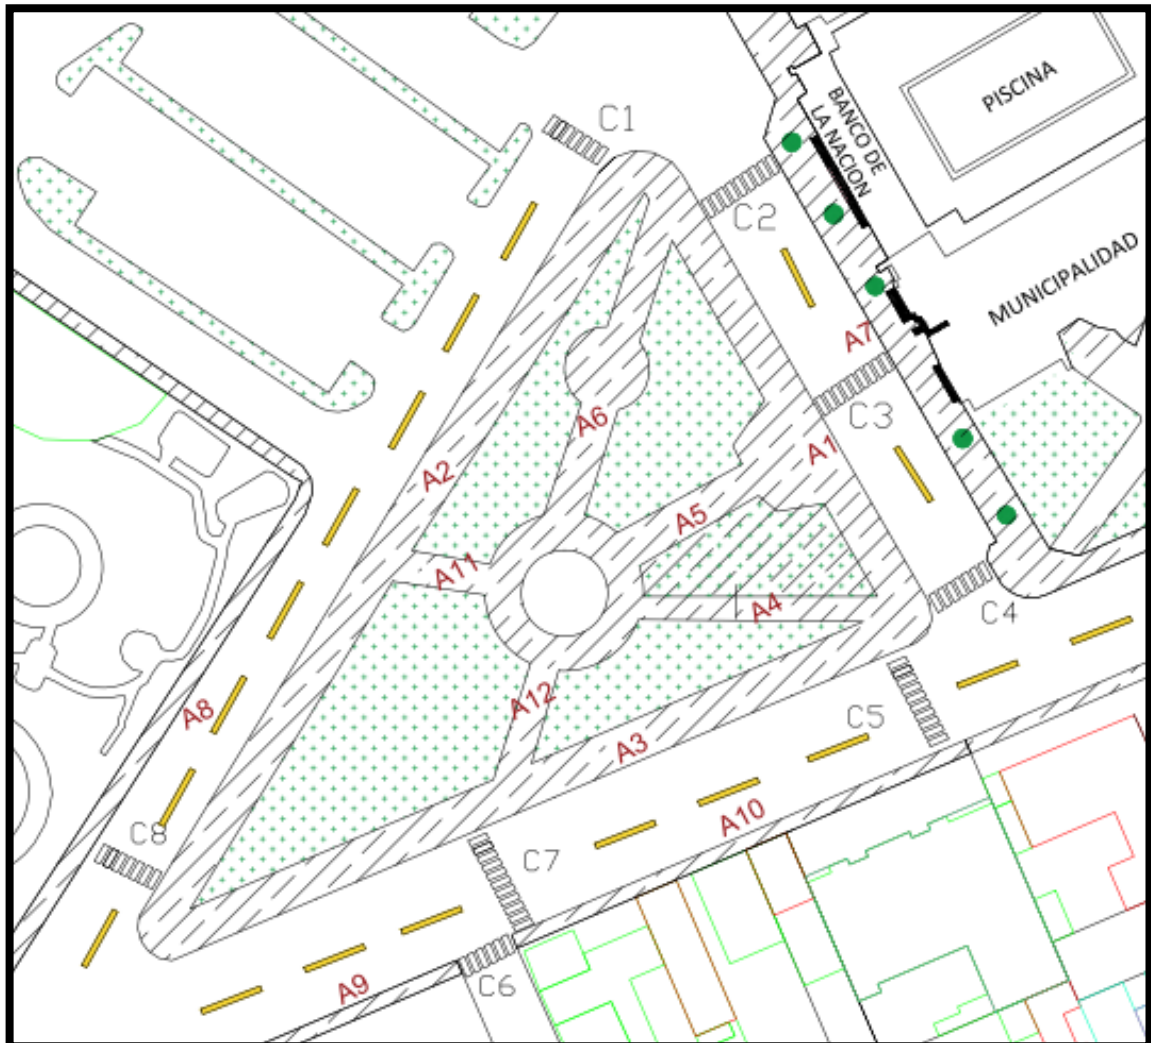 PISCINA
BANCO DE
LA NACION
C1
C2
MUNICIPALIDAD
A7
C3
A6
A1
A2
A5
A11
A4
C4
A12
A8
C5
A3
A10
C8
C7
C6
A9